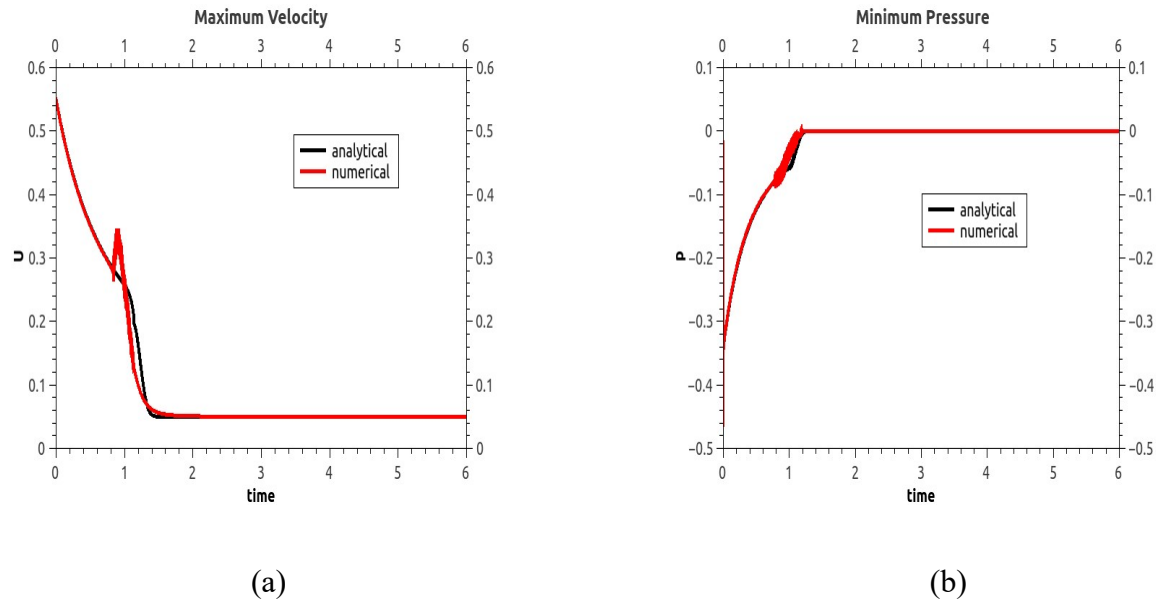 Maximum Velocity
0 1 2 3 4 5 6
0.6 0.6
0.5 0.5
analytical
numerical
0.4 0.4
U 0.3 0.3
0.2 0.2
0.1 0.1
0 0
0 1 2 3 4 5 6
time
(a)
Minimum Pressure
0 1 2 3 4 5 6
0.1 0.1
0 0
−0.1 −0.1
analytical
numerical
P −0.2 −0.2
−0.3 −0.3
−0.4 −0.4
−0.5 −0.5
0 1 2 3 4 5 6
time
(b)